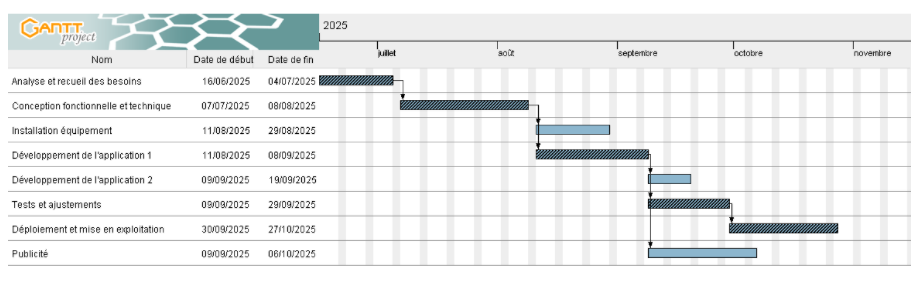 GANTT
project
2025
juillet août septembre octobre novembre
Nom Date de début Date de fin
Analyse et recueil des besoins 16/06/2025 04/07/2025
Conception fonctionnelle et technique 07/07/2025 08/08/2025
Installation équipement 11/08/2025 29/08/2025
Développement de l'application 1 11/08/2025 08/09/2025
Développement de l'application 2 09/09/2025 19/09/2025
Tests et ajustements 09/09/2025 29/09/2025
Déploiement et mise en exploitation 30/09/2025 27/10/2025
Publicité 09/09/2025 06/10/2025